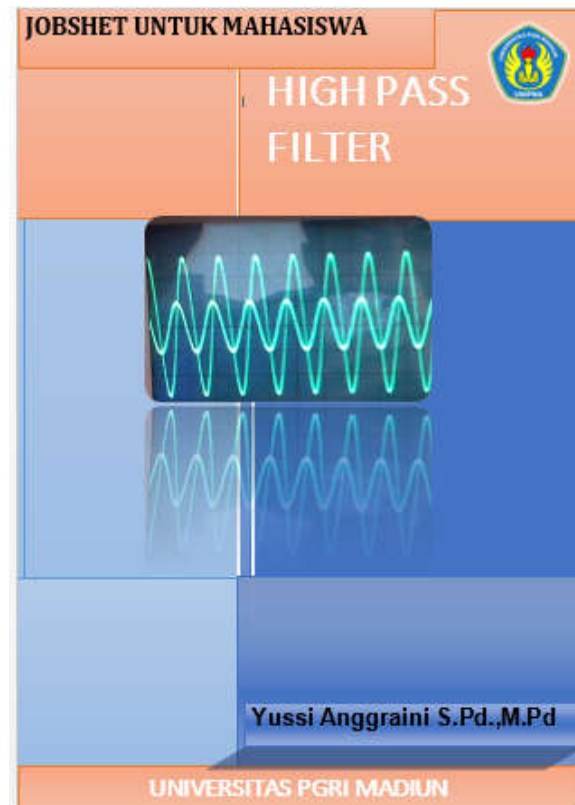 JOBSHET UNTUK MAHASISWA
HIGH PASS
FILTER
Yussi Anggraini S.Pd.,M.Pd
UNIVERSITAS PGRI MADIUN